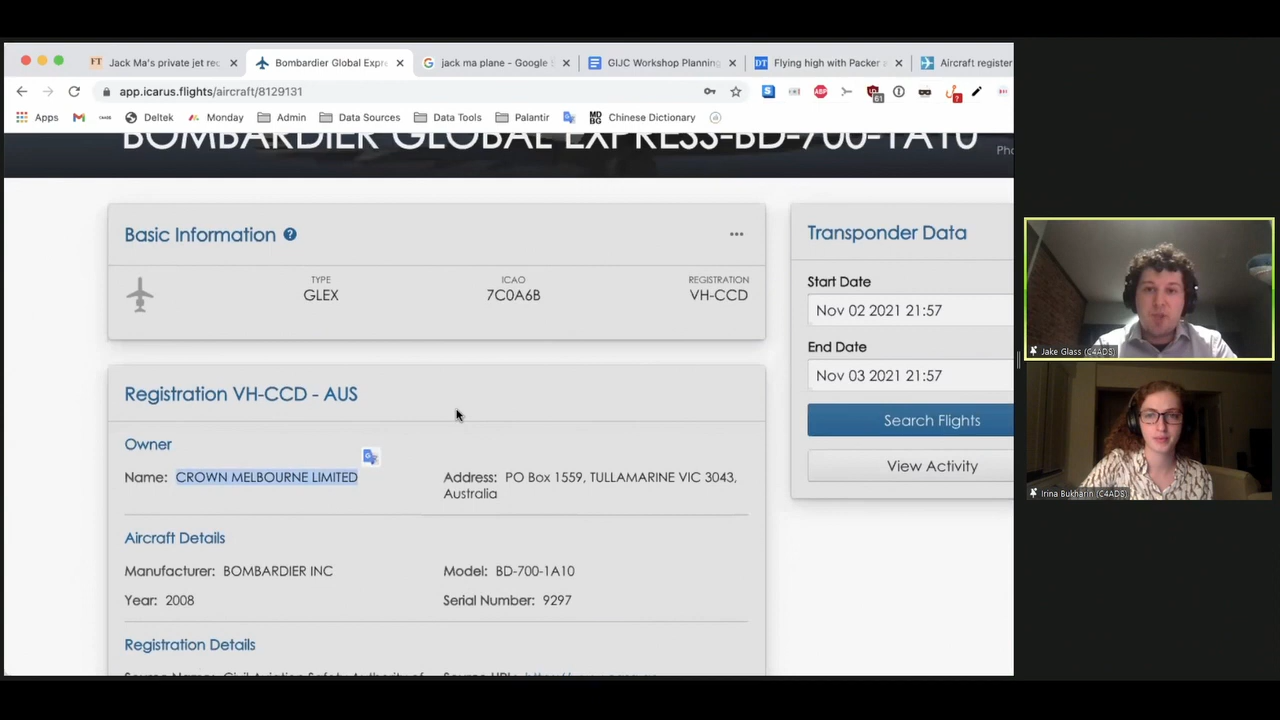 Jack Ma's private jet rec
Bombardier Global Expre
jack ma plane - Google S
GIJC Workshop Planning
Flying high with Packer a
Aircraft register
app.icarus.flights/aircraft/8129131
Apps
Deltek
Monday
Admin
Data Sources
Data Tools
Palantir
Chinese Dictionary
BOMBARDIER GLOBAL EXPRESS-BD-700-1A10
Pho
Basic Information
TYPE ICAO REGISTRATION
GLEX 7C0A6B VH-CCD
Registration VH-CCD - AUS
Owner
Name: CROWN MELBOURNE LIMITED
Address: PO Box 1559, TULLAMARINE VIC 3043,
Australia
Aircraft Details
Manufacturer: BOMBARDIER INC
Model: BD-700-1A10
Year: 2008
Serial Number: 9297
Registration Details
Transponder Data
Start Date
Nov 02 2021 21:57
End Date
Nov 03 2021 21:57
Search Flights
View Activity
Jake Glass (C4ADS)
Irina Bukharin (C4ADS)